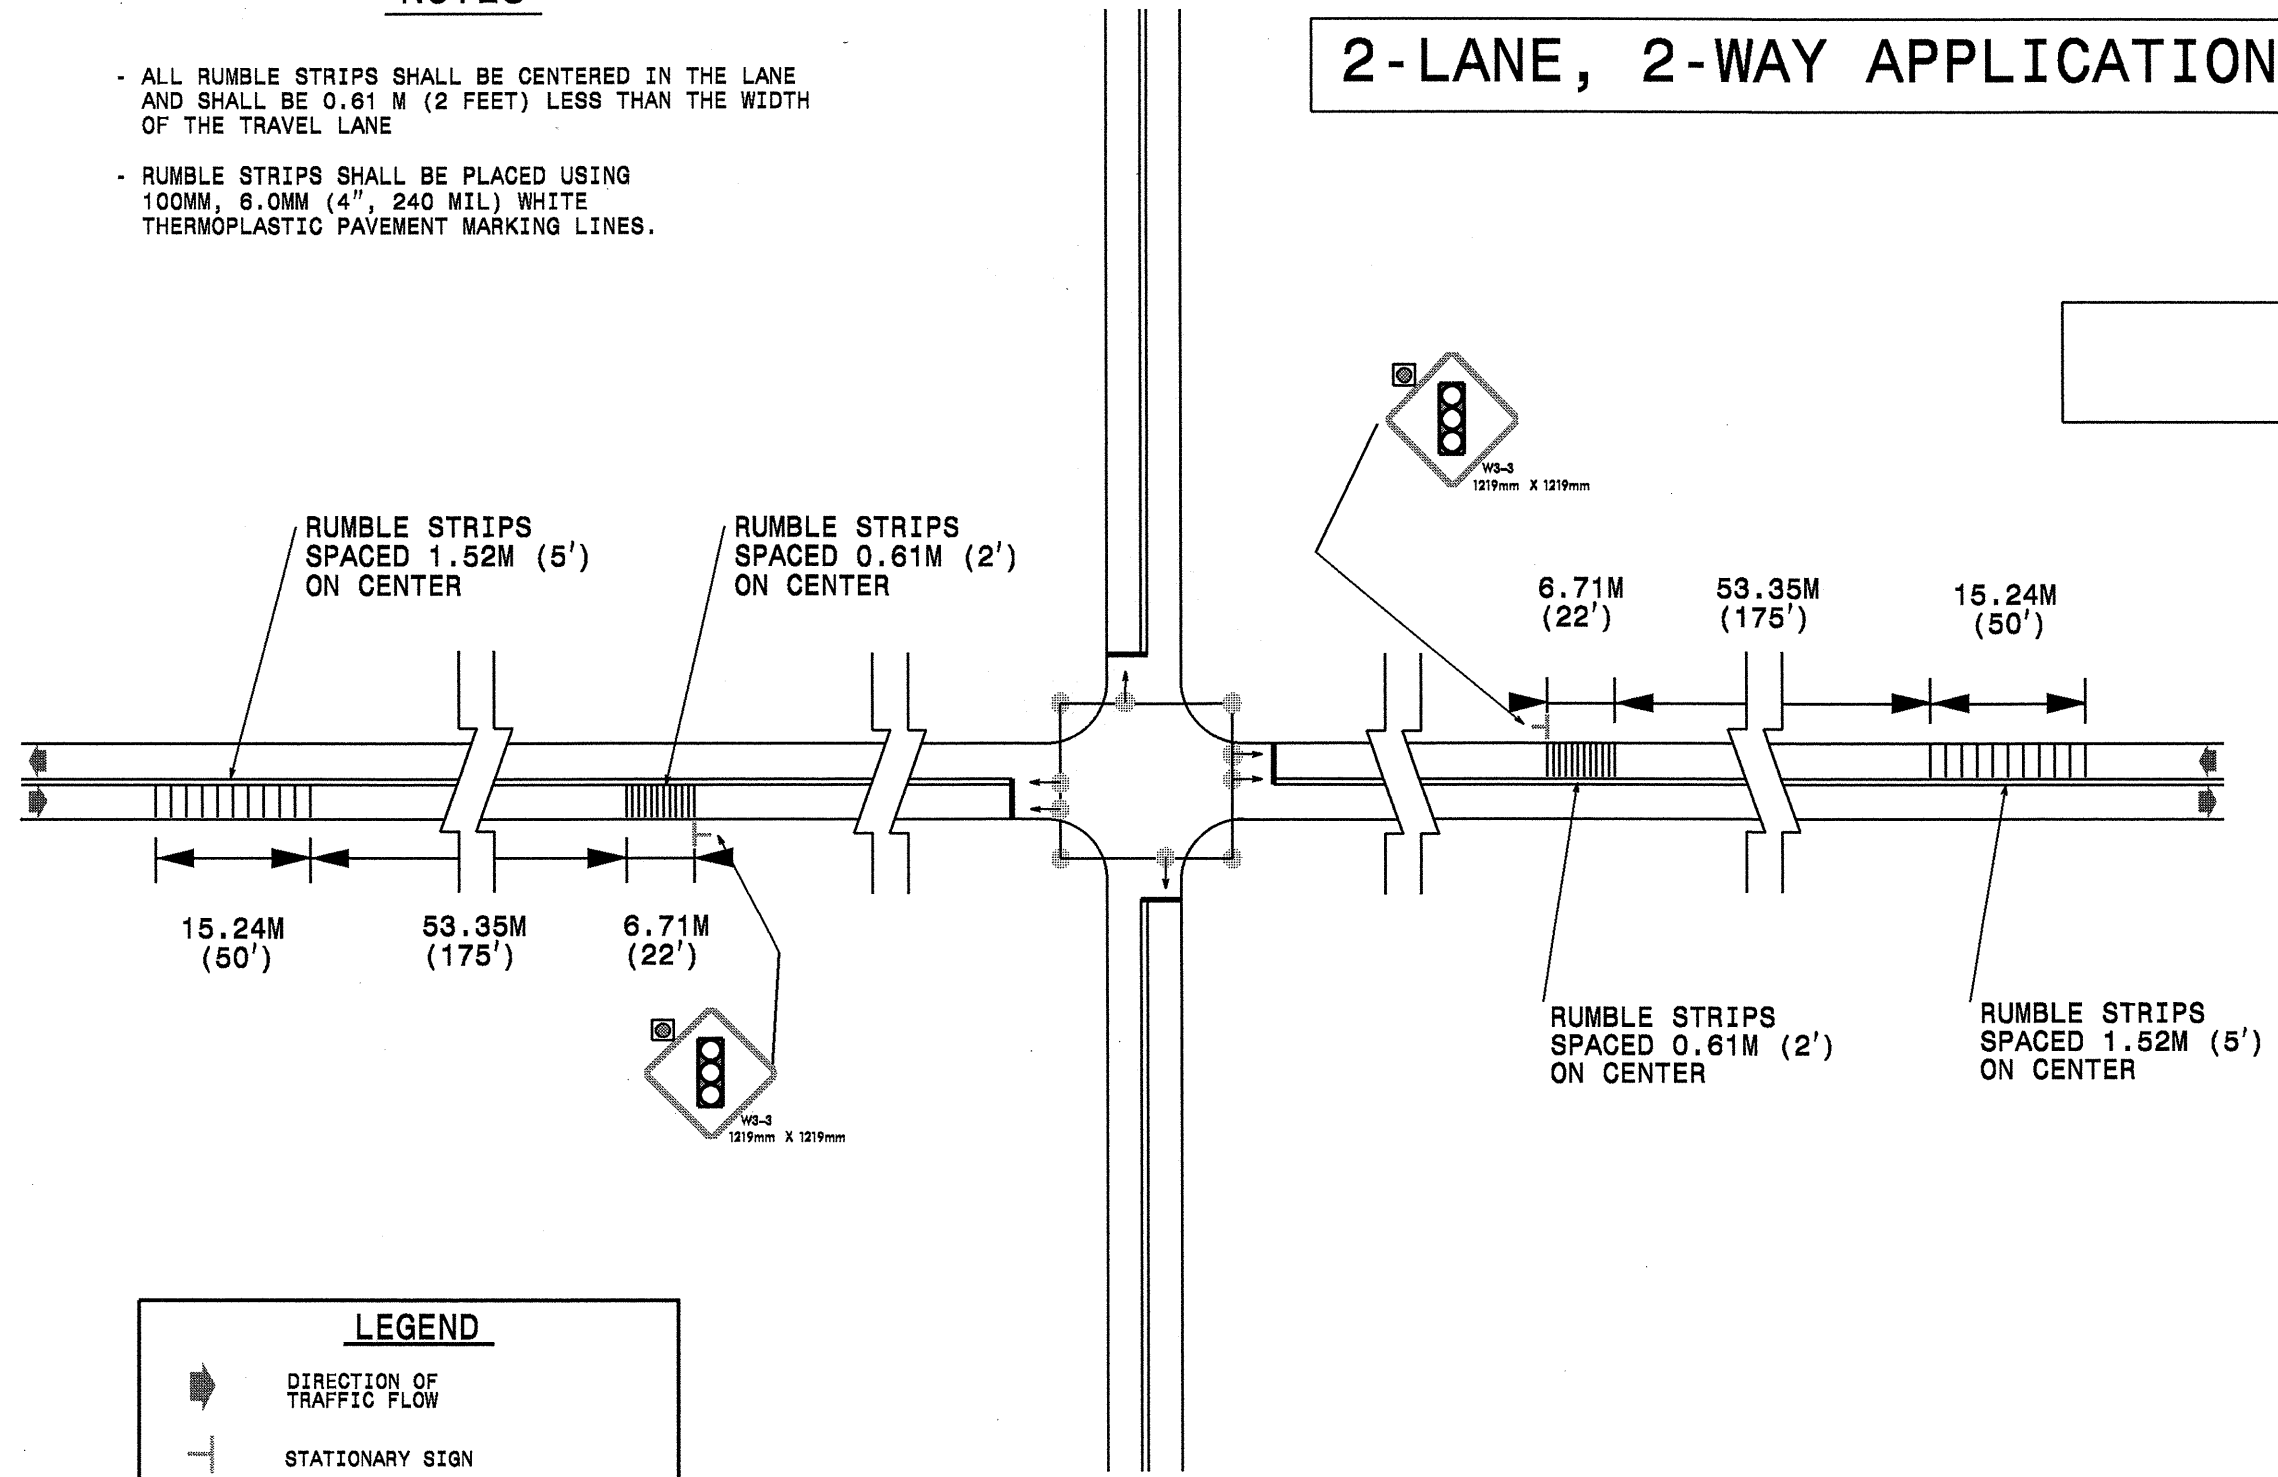 NOTES
- ALL RUMBLE STRIPS SHALL BE CENTERED IN THE LANE
AND SHALL BE 0.61 M (2 FEET) LESS THAN THE WIDTH
OF THE TRAVEL LANE
- RUMBLE STRIPS SHALL BE PLACED USING
100MM, 6.0MM (4", 240 MIL) WHITE
THERMOPLASTIC PAVEMENT MARKING LINES.
2-LANE, 2-WAY APPLICATION
W3-3
1219mm X 1219mm
RUMBLE STRIPS
SPACED 1.52M (5')
ON CENTER
RUMBLE STRIPS
SPACED 0.61M (2')
ON CENTER
6.71M
(22')
53.35M
(175')
15.24M
(50')
15.24M
(50')
53.35M
(175')
6.71M
(22')
W3-3
1219mm X 1219mm
RUMBLE STRIPS
SPACED 0.61M (2')
ON CENTER
RUMBLE STRIPS
SPACED 1.52M (5')
ON CENTER
LEGEND
DIRECTION OF
TRAFFIC FLOW
STATIONARY SIGN